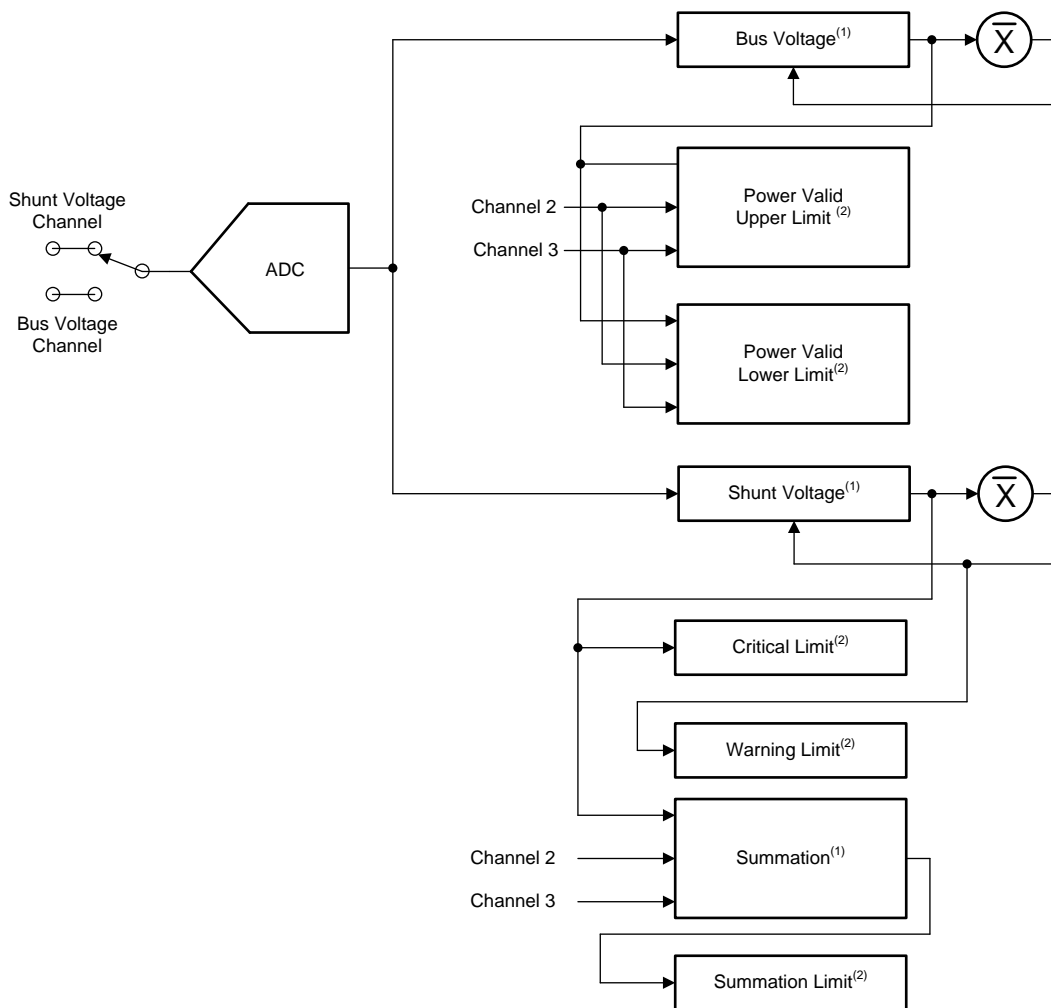 Bus Voltage(1)
X̅
Shunt Voltage
Channel
ADC
Bus Voltage
Channel
Channel 2
Channel 3
Power Valid
Upper Limit (2)
Power Valid
Lower Limit(2)
Shunt Voltage(1)
X̅
Critical Limit(2)
Warning Limit(2)
Channel 2
Channel 3
Summation(1)
Summation Limit(2)